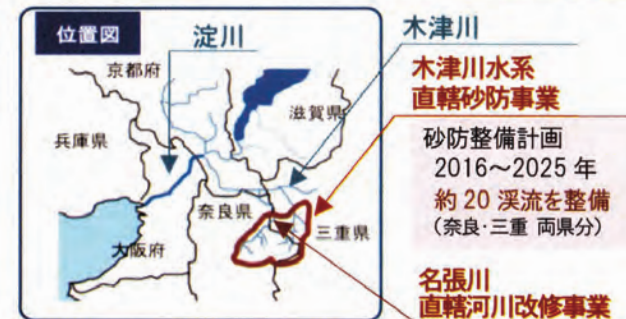 位置図
淀川
木津川
京都府
滋賀県
兵庫県
奈良県
三重県
大阪府
木津川水系
直轄砂防事業
砂防整備計画
2016～2025 年
約 20 渓流を整備
（奈良・三重 両県分）
名張川
直轄河川改修事業